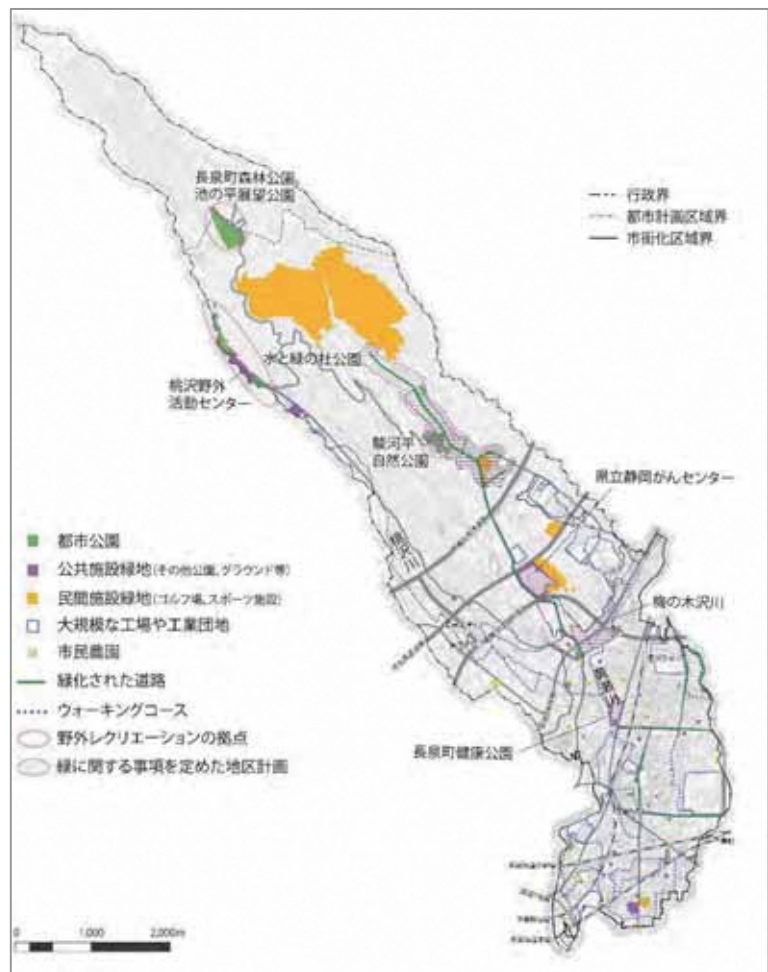 長泉町森林公園
池の平展望公園
行政界
都市計画区域界
市街化区域界
水と緑の杜公園
桃沢野外
活動センター
駿河平
自然公園
県立静岡がんセンター
桃沢川
梅の木沢川
長泉町健康公園
都市公園
公共施設緑地(その他公園、グラウンド等)
民間施設緑地(ゴルフ場、スポーツ施設)
大規模な工場や工業団地
市民農園
緑化された道路
ウォーキングコース
野外レクリエーションの拠点
緑に関する事項を定めた地区計画
0 1,000 2,000m